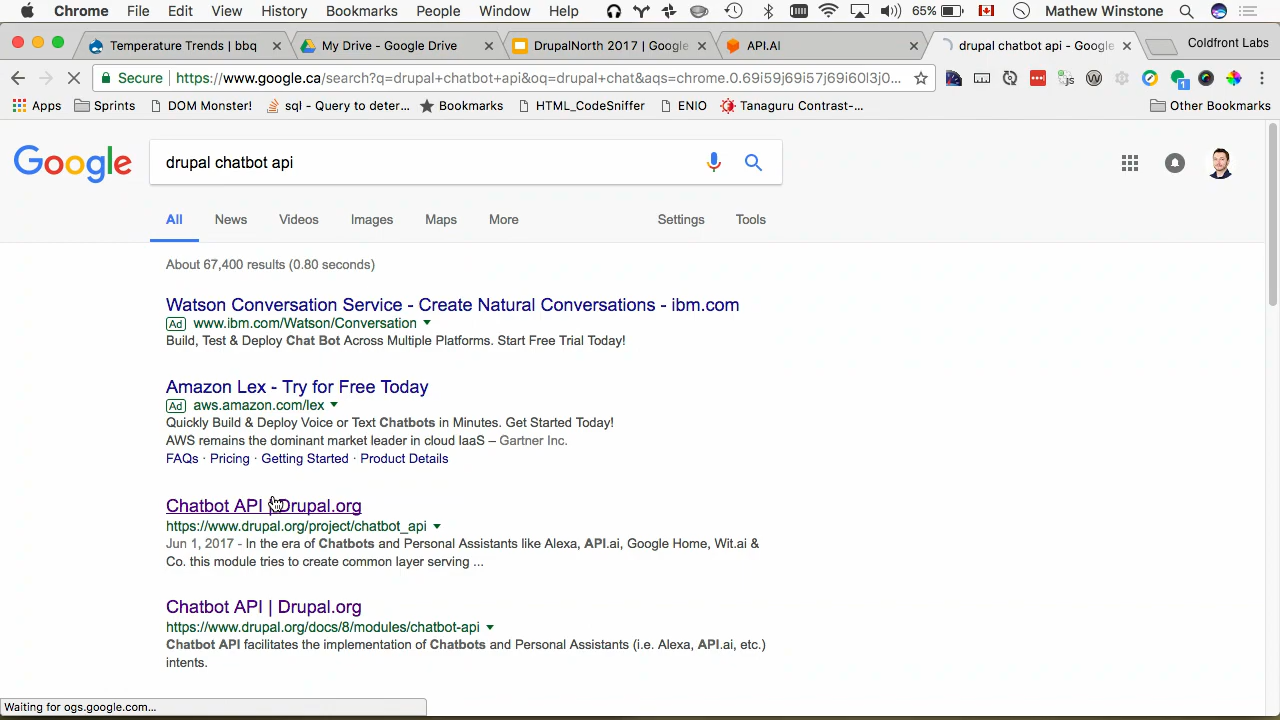 Chrome File Edit View History Bookmarks People Window Help 65% Mathew Winstone
Temperature Trends | bbq My Drive - Google Drive DrupalNorth 2017 | Google API.AI drupal chatbot api - Google Coldfront Labs
Secure https://www.google.ca/search?q=drupal+chatbot+api&oq=drupal+chat&aqs=chrome.0.69i59j69i57j69i60l3j0...
Apps Sprints DOM Monster! sql - Query to deter... Bookmarks HTML_CodeSniffer ENIO Tanaguru Contrast-... Other Bookmarks
Google drupal chatbot api
All News Videos Images Maps More Settings Tools
About 67,400 results (0.80 seconds)
Watson Conversation Service - Create Natural Conversations - ibm.com
Ad www.ibm.com/Watson/Conversation
Build, Test & Deploy Chat Bot Across Multiple Platforms. Start Free Trial Today!
Amazon Lex - Try for Free Today
Ad aws.amazon.com/lex
Quickly Build & Deploy Voice or Text Chatbots in Minutes. Get Started Today!
AWS remains the dominant market leader in cloud IaaS – Gartner Inc.
FAQs · Pricing · Getting Started · Product Details
Chatbot API | Drupal.org
https://www.drupal.org/project/chatbot_api
Jun 1, 2017 - In the era of Chatbots and Personal Assistants like Alexa, API.ai, Google Home, Wit.ai &
Co. this module tries to create common layer serving ...
Chatbot API | Drupal.org
https://www.drupal.org/docs/8/modules/chatbot-api
Chatbot API facilitates the implementation of Chatbots and Personal Assistants (i.e. Alexa, API.ai, etc.)
intents.
Waiting for ogs.google.com...